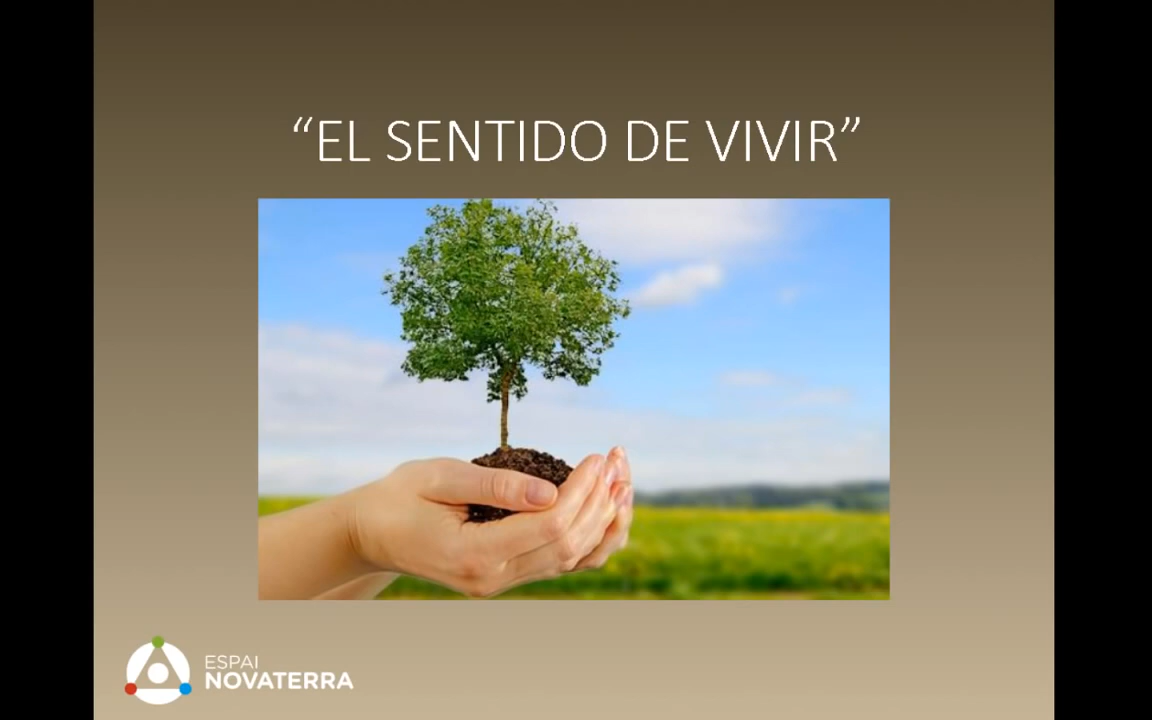 “EL SENTIDO DE VIVIR”
ESPAI
NOVATERRA